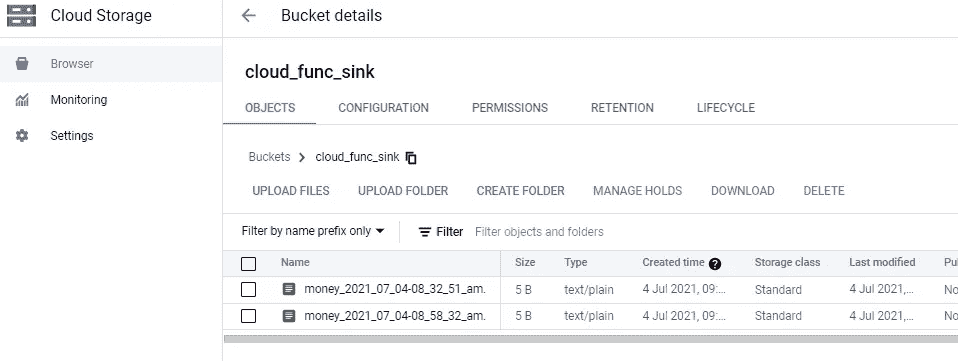 Cloud Storage
Bucket details
Browser
Monitoring
Settings
cloud_func_sink
OBJECTS CONFIGURATION PERMISSIONS RETENTION LIFECYCLE
Buckets cloud_func_sink
UPLOAD FILES UPLOAD FOLDER CREATE FOLDER MANAGE HOLDS DOWNLOAD DELETE
Filter by name prefix only Filter Filter objects and folders
Name Size Type Created time ? Storage class Last modified Pu
money_2021_07_04-08_32_51_am. 5 B text/plain 4 Jul 2021, 09:... Standard 4 Jul 2021,... No
money_2021_07_04-08_58_32_am. 5 B text/plain 4 Jul 2021, 09:... Standard 4 Jul 2021,... No